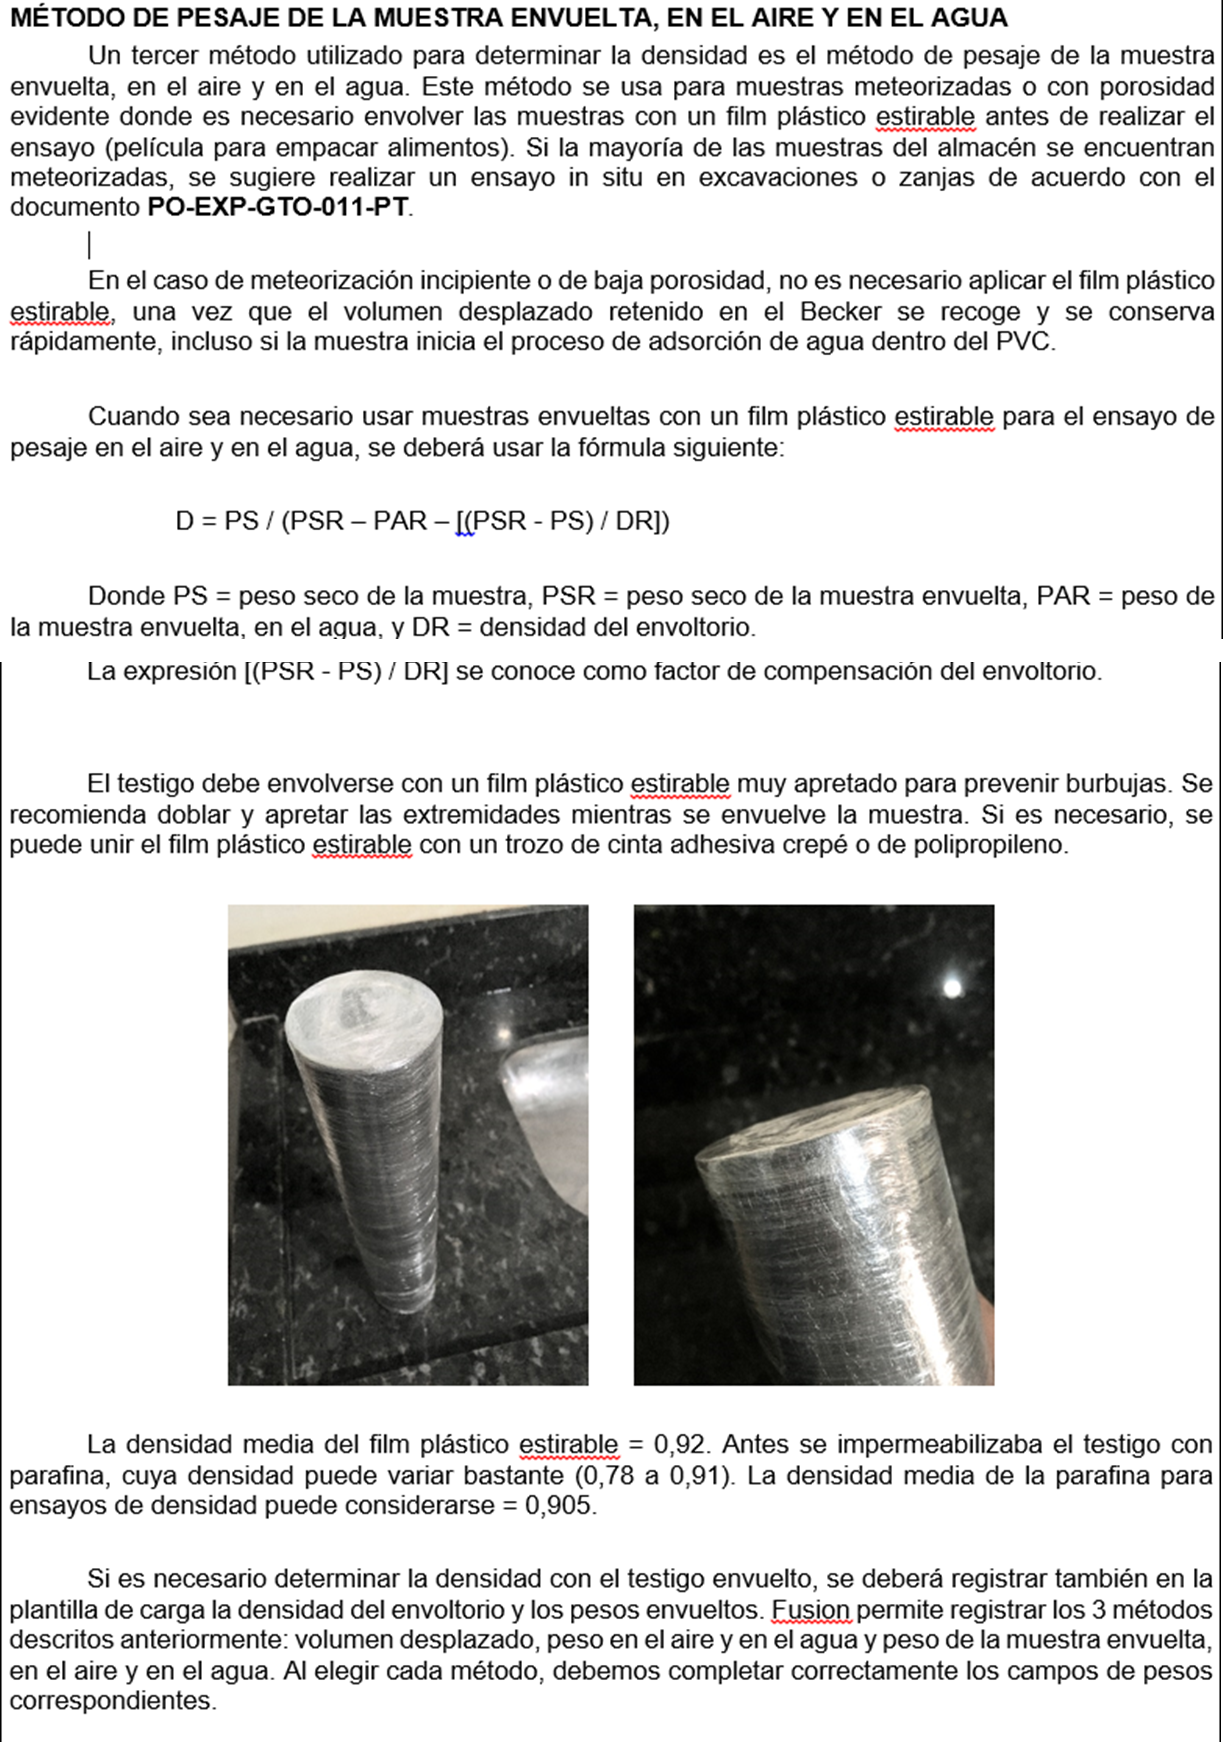 MÉTODO DE PESAJE DE LA MUESTRA ENVUELTA, EN EL AIRE Y EN EL AGUA
Un tercer método utilizado para determinar la densidad es el método de pesaje de la muestra
envuelta, en el aire y en el agua. Este método se usa para muestras meteorizadas o con porosidad
evidente donde es necesario envolver las muestras con un film plástico estirable antes de realizar el
ensayo (película para empacar alimentos). Si la mayoría de las muestras del almacén se encuentran
meteorizadas, se sugiere realizar un ensayo in situ en excavaciones o zanjas de acuerdo con el
documento PO-EXP-GTO-011-PT.
En el caso de meteorización incipiente o de baja porosidad, no es necesario aplicar el film plástico
estirable, una vez que el volumen desplazado retenido en el Becker se recoge y se conserva
rápidamente, incluso si la muestra inicia el proceso de adsorción de agua dentro del PVC.
Cuando sea necesario usar muestras envueltas con un film plástico estirable para el ensayo de
pesaje en el aire y en el agua, se deberá usar la fórmula siguiente:
D = PS / (PSR – PAR – [(PSR - PS) / DR])
Donde PS = peso seco de la muestra, PSR = peso seco de la muestra envuelta, PAR = peso de
la muestra envuelta, en el agua, y DR = densidad del envoltorio.
La expresión [(PSR - PS) / DR] se conoce como factor de compensación del envoltorio.
El testigo debe envolverse con un film plástico estirable muy apretado para prevenir burbujas. Se
recomienda doblar y apretar las extremidades mientras se envuelve la muestra. Si es necesario, se
puede unir el film plástico estirable con un trozo de cinta adhesiva crepé o de polipropileno.
La densidad media del film plástico estirable = 0,92. Antes se impermeabilizaba el testigo con
parafina, cuya densidad puede variar bastante (0,78 a 0,91). La densidad media de la parafina para
ensayos de densidad puede considerarse = 0,905.
Si es necesario determinar la densidad con el testigo envuelto, se deberá registrar también en la
plantilla de carga la densidad del envoltorio y los pesos envueltos. Fusion permite registrar los 3 métodos
descritos anteriormente: volumen desplazado, peso en el aire y en el agua y peso de la muestra envuelta,
en el aire y en el agua. Al elegir cada método, debemos completar correctamente los campos de pesos
correspondientes.